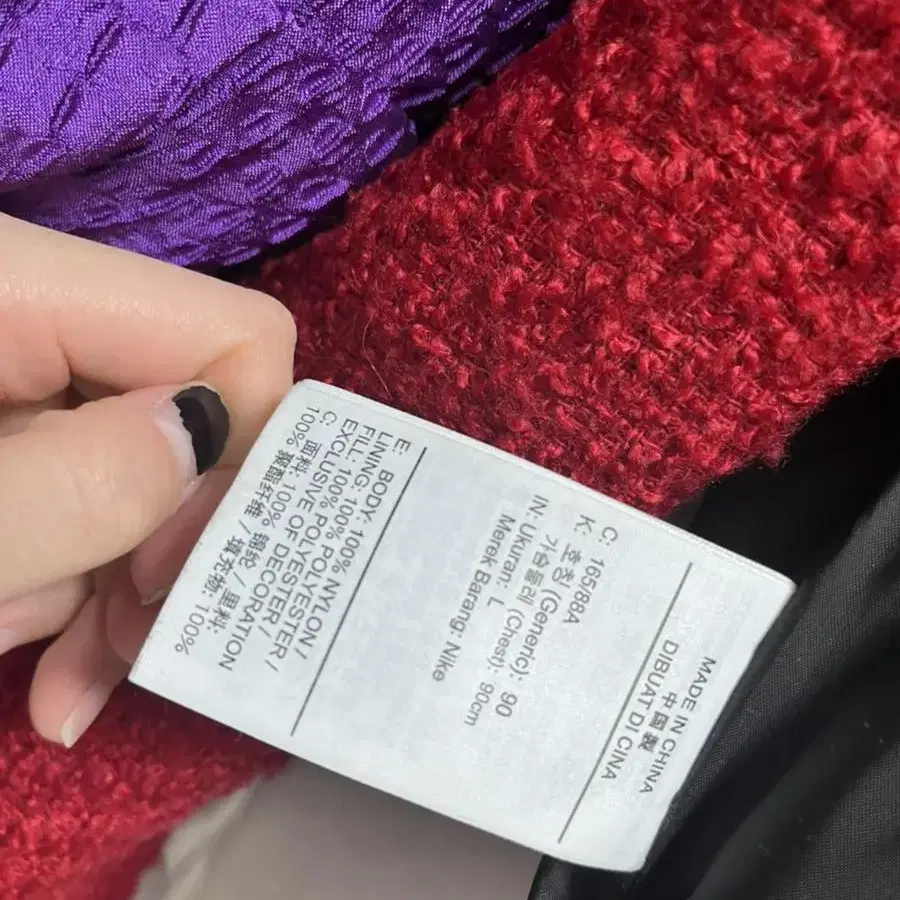 MADE IN CHINA
中国製
DIBUAT DI CINA
C: 165/88A
K: 호칭 (Generic): 90
가슴둘레 (Chest): 90cm
IN: Ukuran: L
Merek Barang: Nike
E: BODY: 100% NYLON /
LINING: 100% POLYESTER /
FILL: 100% POLYESTER /
EXCLUSIVE OF DECORATION
C: 面料: 100% 锦纶 / 里料:
100% 聚酯纤维 / 填充物: 100%